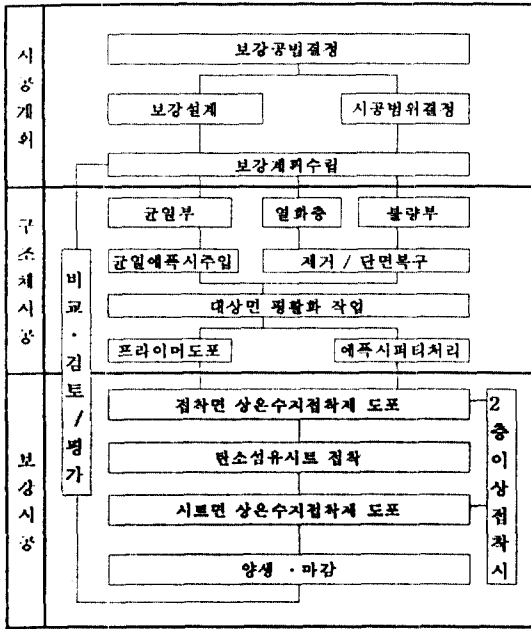 시공계획
보강공법결정
보강설계
시공범위결정
보강계획수립
구조체시공
균일부
열화층
불량부
균일에폭시주입
제거 / 단면복구
대상면 평활화 작업
프라이머도포
에폭시퍼티처리
비교·검토/평가
보강시공
접착면 상온수지접착제 도포
탄소섬유시트 접착
시트면 상온수지접착제 도포
양생 · 마감
2층이상접착시